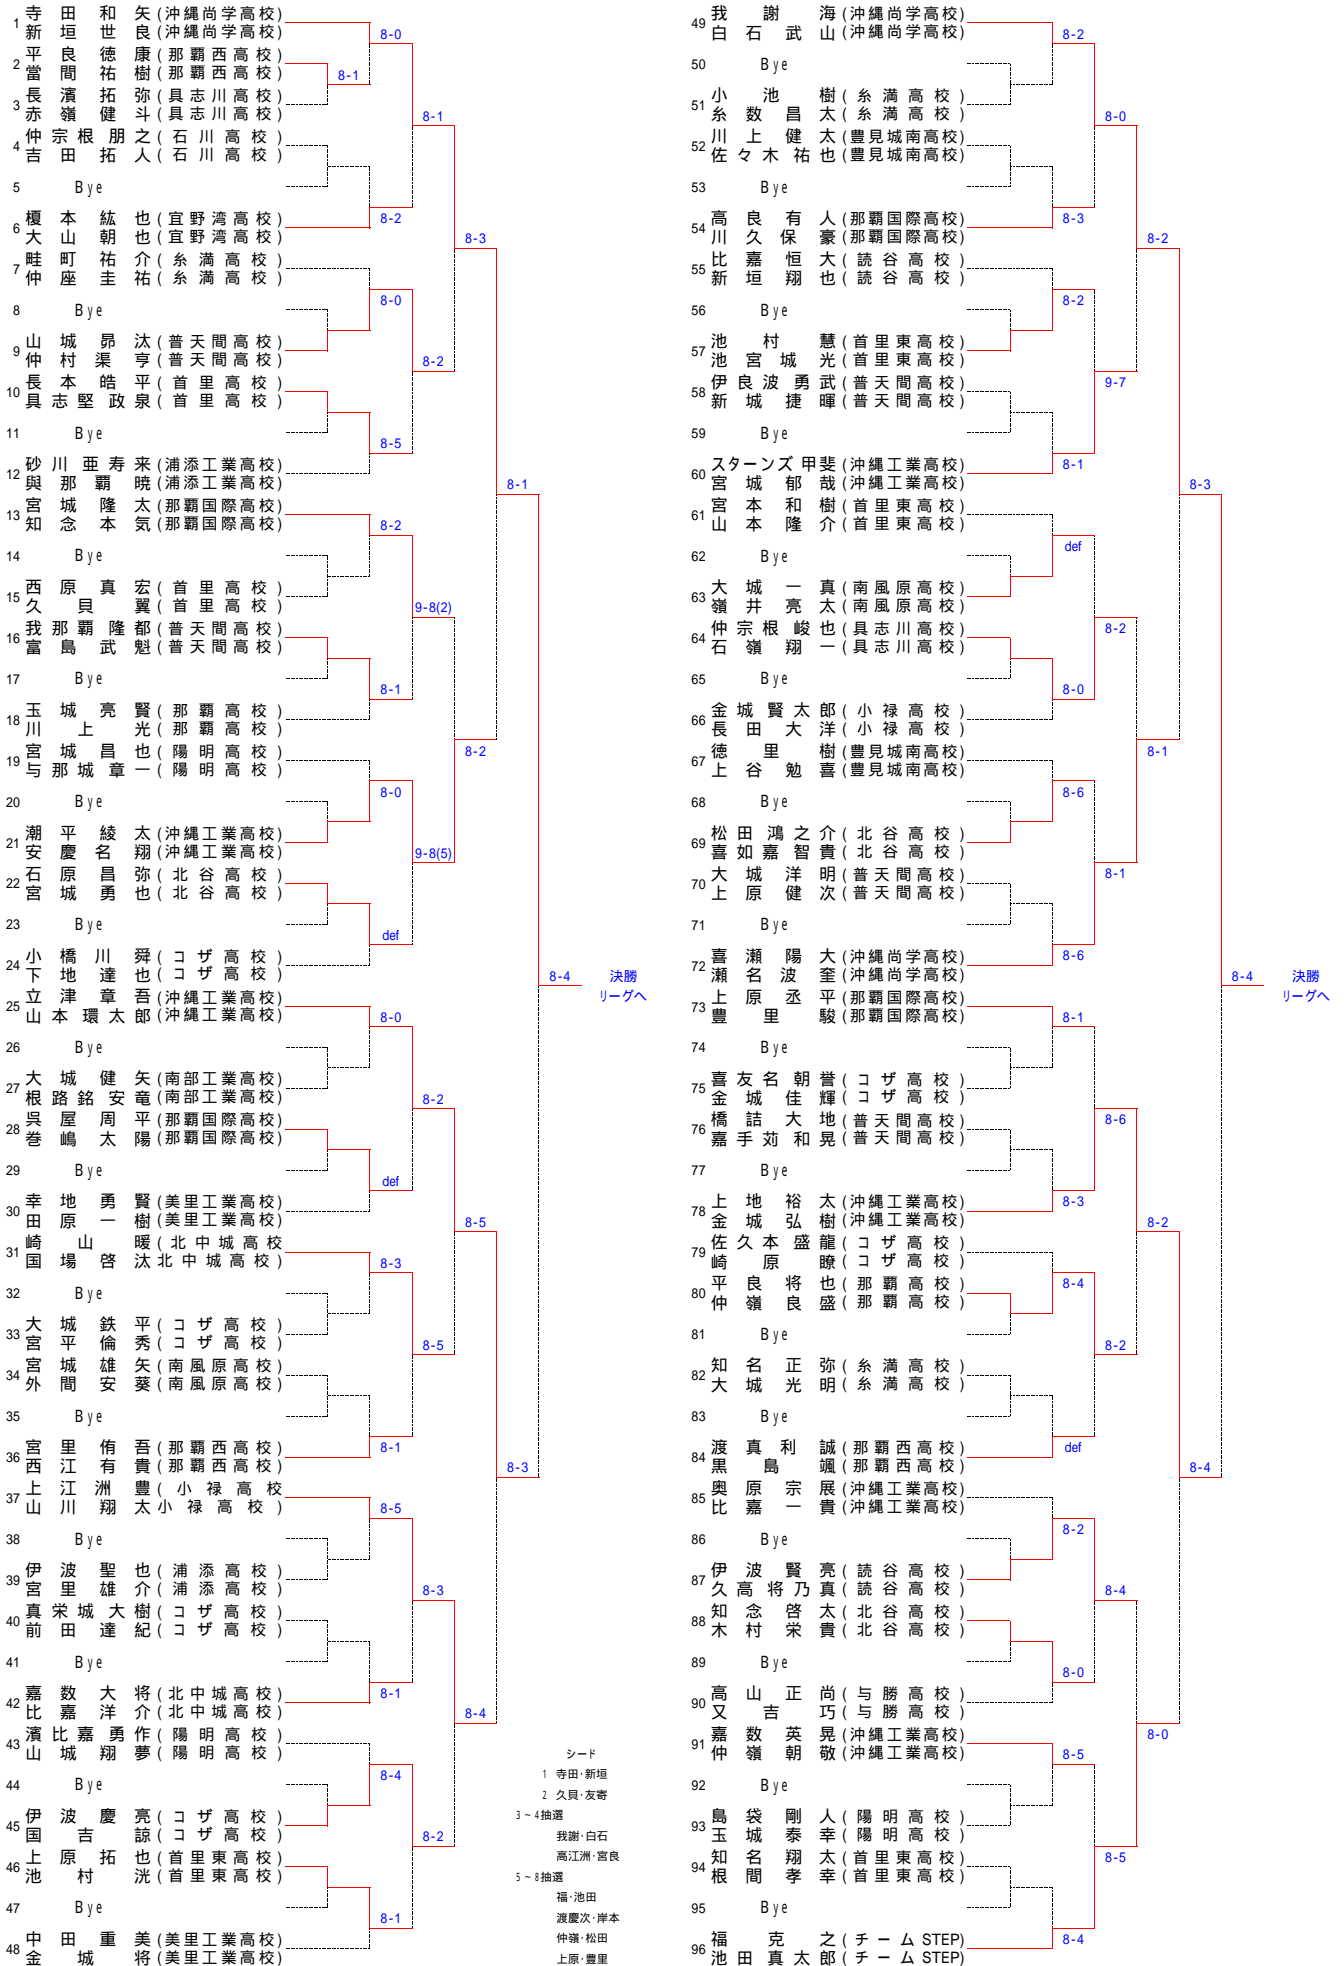 1 寺田和矢(沖縄尚学高校)
新垣世良(沖縄尚学高校)
8-0
2 平良徳康(那覇西高校)
當間祐樹(那覇西高校)
8-1
3 長濱拓弥(具志川高校)
赤嶺健斗(具志川高校)
8-1
4 仲宗根朋之(石川高校)
吉田拓人(石川高校)
5 Bye
8-2
6 榎本紘也(宜野湾高校)
大山朝也(宜野湾高校)
8-3
7 畦町祐介(糸満高校)
仲座圭祐(糸満高校)
8-0
8 Bye
9 山城昴汰(普天間高校)
仲村渠亨(普天間高校)
8-2
10 長本皓平(首里高校)
具志堅政泉(首里高校)
11 Bye
8-5
12 砂川亜寿来(浦添工業高校)
與那覇暁(浦添工業高校)
8-1
13 宮城隆太(那覇国際高校)
知念本気(那覇国際高校)
8-2
14 Bye
15 西原真宏(首里高校)
久貝翼(首里高校)
9-8(2)
16 我那覇隆都(普天間高校)
富島武魁(普天間高校)
17 Bye
8-1
18 玉城亮賢(那覇高校)
川上光(那覇高校)
8-2
19 宮城昌也(陽明高校)
与那城章一(陽明高校)
8-0
20 Bye
21 潮平綾太(沖縄工業高校)
安慶名翔(沖縄工業高校)
9-8(5)
22 石原昌弥(北谷高校)
宮城勇也(北谷高校)
23 Bye
def
24 小橋川舜(コザ高校)
下地達也(コザ高校)
8-4 決勝
リーグへ
25 立津章吾(沖縄工業高校)
山本環太郎(沖縄工業高校)
8-0
26 Bye
27 大城健矢(南部工業高校)
根路銘安竜(南部工業高校)
8-2
28 呉屋周平(那覇国際高校)
巻嶋太陽(那覇国際高校)
29 Bye
def
30 幸地勇賢(美里工業高校)
田原一樹(美里工業高校)
8-5
31 崎山暖(北中城高校
国場啓汰北中城高校)
8-3
32 Bye
33 大城鉄平(コザ高校)
宮平倫秀(コザ高校)
8-5
34 宮城雄矢(南風原高校)
外間安葵(南風原高校)
35 Bye
8-1
36 宮里侑吾(那覇西高校)
西江有貴(那覇西高校)
8-3
37 上江洲豊(小禄高校
山川翔太小禄高校)
8-5
38 Bye
39 伊波聖也(浦添高校)
宮里雄介(浦添高校)
8-3
40 真栄城大樹(コザ高校)
前田達紀(コザ高校)
41 Bye
8-1
42 嘉数大将(北中城高校)
比嘉洋介(北中城高校)
8-4
43 濱比嘉勇作(陽明高校)
山城翔夢(陽明高校)
8-4
44 Bye
45 伊波慶亮(コザ高校)
国吉諒(コザ高校)
8-2
46 上原拓也(首里東高校)
池村洸(首里東高校)
47 Bye
8-1
48 中田重美(美里工業高校)
金城将(美里工業高校)
シード
1 寺田･新垣
2 久貝･友寄
3～4抽選
我謝･白石
高江洲･宮良
5～8抽選
福･池田
渡慶次･岸本
仲嶺･松田
上原･豊里
49 我謝海(沖縄尚学高校)
白石武山(沖縄尚学高校)
8-2
50 Bye
51 小池樹(糸満高校)
糸数昌太(糸満高校)
8-0
52 川上健太(豊見城南高校)
佐々木祐也(豊見城南高校)
53 Bye
8-3
54 高良有人(那覇国際高校)
川久保豪(那覇国際高校)
8-2
55 比嘉恒大(読谷高校)
新垣翔也(読谷高校)
8-2
56 Bye
57 池村慧(首里東高校)
池宮城光(首里東高校)
9-7
58 伊良波勇武(普天間高校)
新城捷暉(普天間高校)
59 Bye
8-1
60 スターンズ甲斐(沖縄工業高校)
宮城郁哉(沖縄工業高校)
8-3
61 宮本和樹(首里東高校)
山本隆介(首里東高校)
def
62 Bye
63 大城一真(南風原高校)
嶺井亮太(南風原高校)
8-2
64 仲宗根峻也(具志川高校)
石嶺翔一(具志川高校)
65 Bye
8-0
66 金城賢太郎(小禄高校)
長田大洋(小禄高校)
8-1
67 徳里樹(豊見城南高校)
上谷勉喜(豊見城南高校)
8-6
68 Bye
69 松田鴻之介(北谷高校)
喜如嘉智貴(北谷高校)
8-1
70 大城洋明(普天間高校)
上原健次(普天間高校)
71 Bye
8-6
72 喜瀬陽大(沖縄尚学高校)
瀬名波奎(沖縄尚学高校)
8-4 決勝
リーグへ
73 上原丞平(那覇国際高校)
豊里駿(那覇国際高校)
8-1
74 Bye
75 喜友名朝誉(コザ高校)
金城佳輝(コザ高校)
8-6
76 橋詰大地(普天間高校)
嘉手苅和晃(普天間高校)
77 Bye
8-3
78 上地裕太(沖縄工業高校)
金城弘樹(沖縄工業高校)
8-2
79 佐久本盛龍(コザ高校)
崎原瞭(コザ高校)
8-4
80 平良将也(那覇高校)
仲嶺良盛(那覇高校)
81 Bye
8-2
82 知名正弥(糸満高校)
大城光明(糸満高校)
83 Bye
def
84 渡真利誠(那覇西高校)
黒島颯(那覇西高校)
8-4
85 奥原宗展(沖縄工業高校)
比嘉一貴(沖縄工業高校)
8-2
86 Bye
87 伊波賢亮(読谷高校)
久高将乃真(読谷高校)
8-4
88 知念啓太(北谷高校)
木村栄貴(北谷高校)
89 Bye
8-0
90 高山正尚(与勝高校)
又吉巧(与勝高校)
8-0
91 嘉数英晃(沖縄工業高校)
仲嶺朝敬(沖縄工業高校)
8-5
92 Bye
93 島袋剛人(陽明高校)
玉城泰幸(陽明高校)
8-5
94 知名翔太(首里東高校)
根間孝幸(首里東高校)
95 Bye
8-4
96 福克之(チームSTEP)
池田真太郎(チームSTEP)